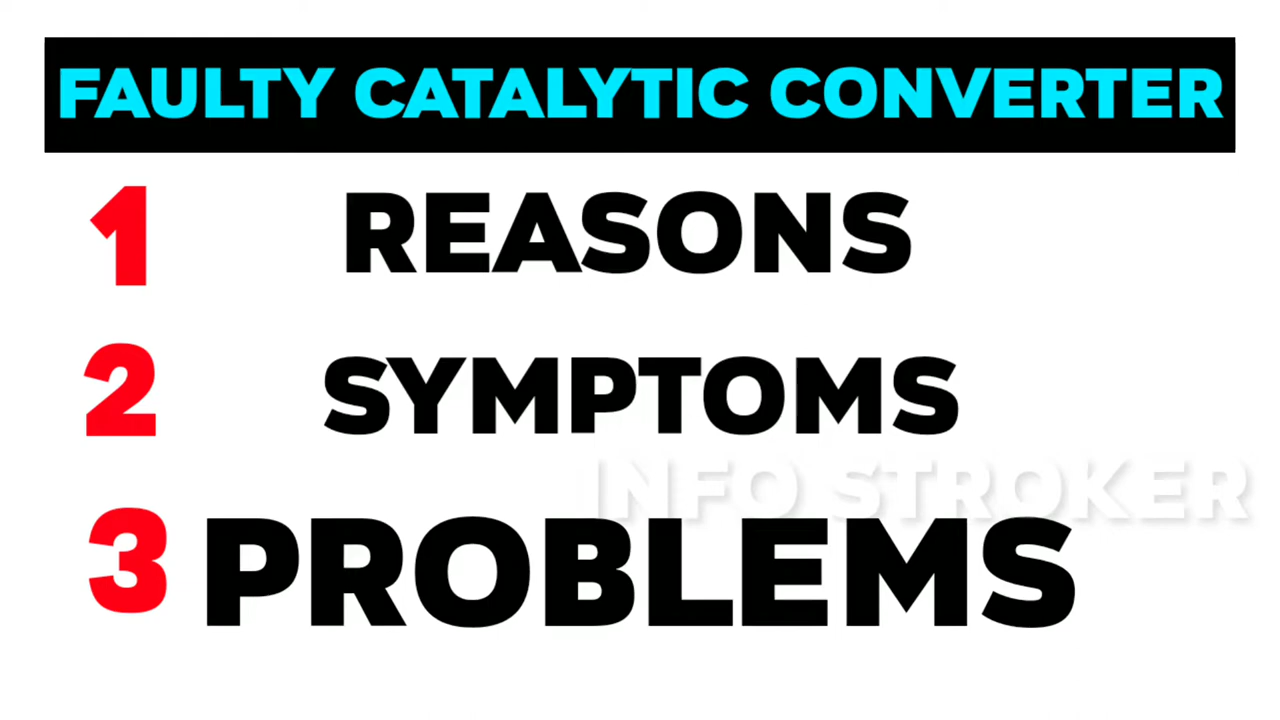 FAULTY CATALYTIC CONVERTER
1 REASONS
2 SYMPTOMS
INFO STROKER
3 PROBLEMS